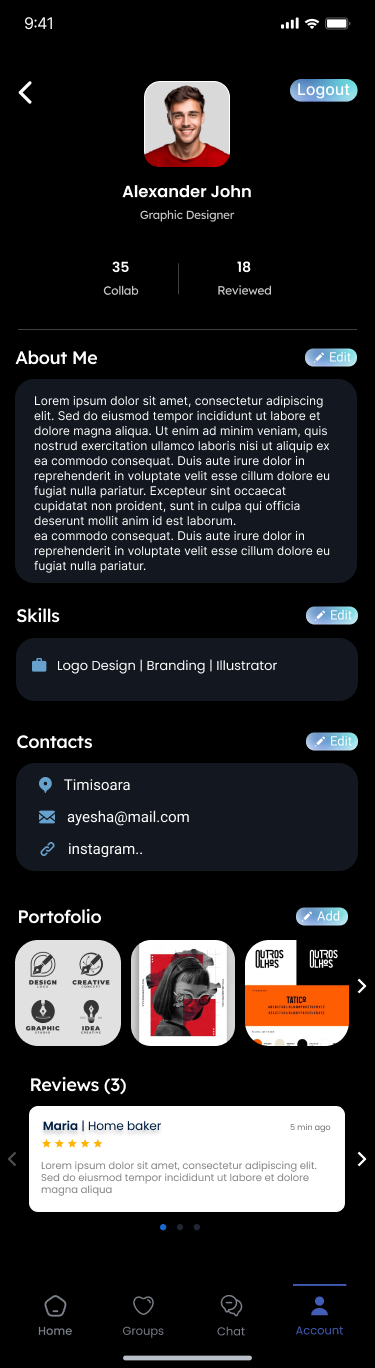 9:41
Logout
Alexander John
Graphic Designer
35
18
Collab
Reviewed
About Me
Edit
Lorem ipsum dolor sit amet, consectetur adipiscing
elit. Sed do eiusmod tempor incididunt ut labore et
dolore magna aliqua. Ut enim ad minim veniam, quis
nostrud exercitation ullamco laboris nisi ut aliquip ex
ea commodo consequat. Duis aute irure dolor in
reprehenderit in voluptate velit esse cillum dolore eu
fugiat nulla pariatur. Excepteur sint occaecat
cupidatat non proident, sunt in culpa qui officia
deserunt mollit anim id est laborum.
ea commodo consequat. Duis aute irure dolor in
reprehenderit in voluptate velit esse cillum dolore eu
fugiat nulla pariatur.
Skills
Edit
Logo Design | Branding | Illustrator
Contacts
Edit
Timisoara
ayesha@mail.com
instagram..
Portofolio
Add
DESIGN
LOGO
CREATIVE
CONCEPT
GRAPHIC
STUDIO
IDEA
CREATIVE
OUTROS
OLHOS
OUTROS
OLHOS
TATICO
Reviews (3)
Maria | Home baker
5 min ago
Lorem ipsum dolor sit amet, consectetur adipiscing elit.
Sed do eiusmod tempor incididunt ut labore et dolore
magna aliqua
Home
Groups
Chat
Account